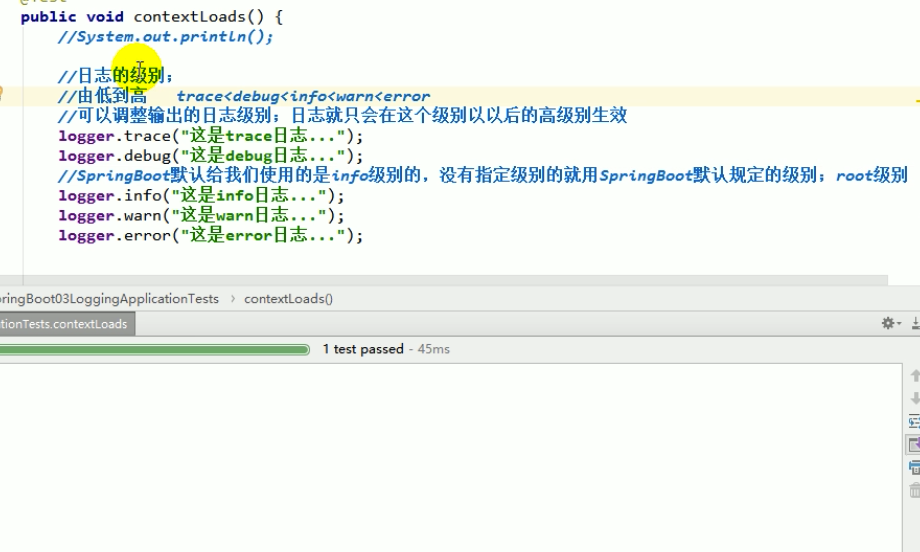 @Test
public void contextLoads() {
//System.out.println();
//日志的级别；
//由低到高 trace<debug<info<warn<error
//可以调整输出的日志级别；日志就只会在这个级别以以后的高级别生效
logger.trace("这是trace日志...");
logger.debug("这是debug日志...");
//SpringBoot默认给我们使用的是info级别的，没有指定级别的就用SpringBoot默认规定的级别；root级别
logger.info("这是info日志...");
logger.warn("这是warn日志...");
logger.error("这是error日志...");
ringBoot03LoggingApplicationTests › contextLoads()
tionTests.contextLoads
1 test passed - 45ms